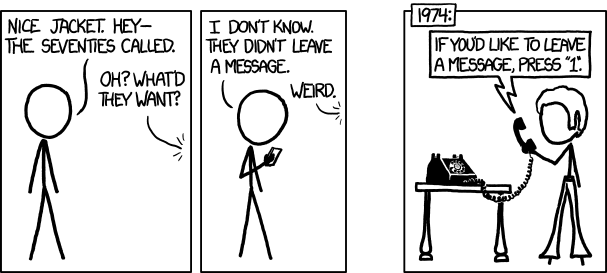 NICE JACKET. HEY—
THE SEVENTIES CALLED.
OH? WHAT'D
THEY WANT?
I DON'T KNOW.
THEY DIDN'T LEAVE
A MESSAGE.
WEIRD.
1974:
IF YOU'D LIKE TO LEAVE
A MESSAGE, PRESS "1".